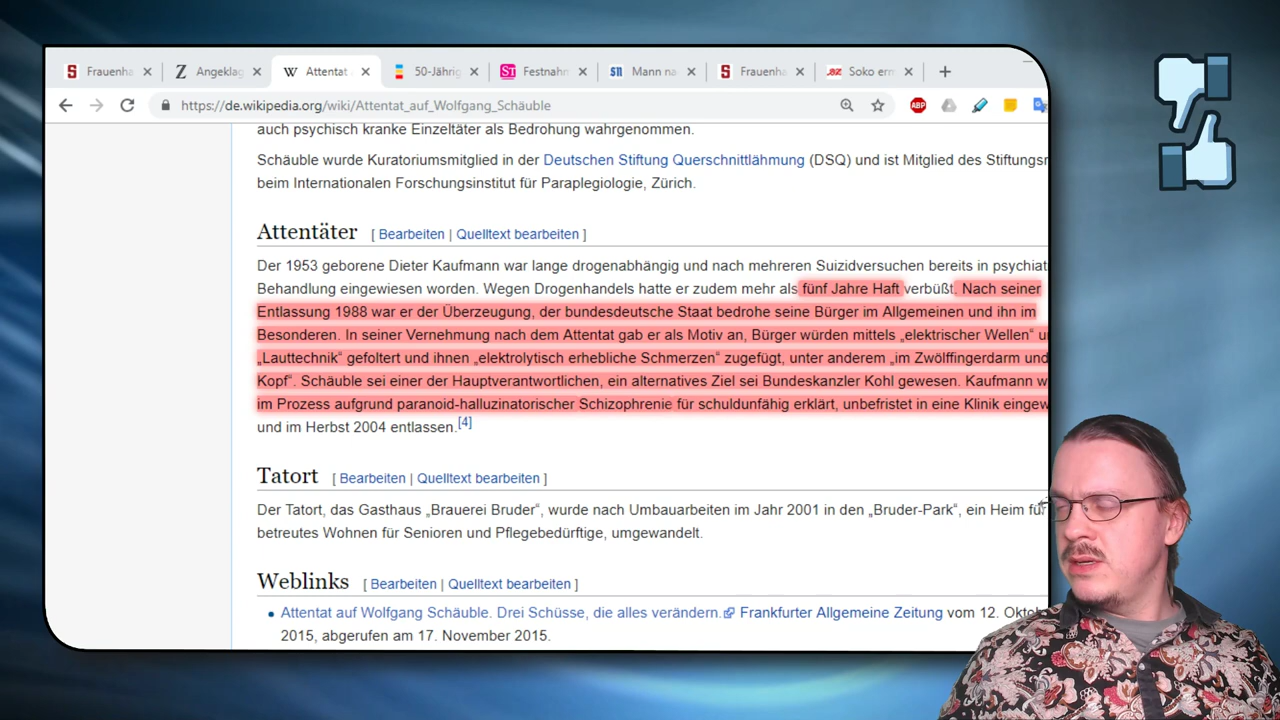 Frauenha
Angeklag
Attentat
50-Jährig
Festnahm
Mann na
Frauenha
Soko erm
https://de.wikipedia.org/wiki/Attentat_auf_Wolfgang_Schäuble
ABP
auch psychisch kranke Einzeltäter als Bedrohung wahrgenommen.
Schäuble wurde Kuratoriumsmitglied in der Deutschen Stiftung Querschnittlähmung (DSQ) und ist Mitglied des Stiftungsr
beim Internationalen Forschungsinstitut für Paraplegiologie, Zürich.
Attentäter [ Bearbeiten | Quelltext bearbeiten ]
Der 1953 geborene Dieter Kaufmann war lange drogenabhängig und nach mehreren Suizidversuchen bereits in psychiat
Behandlung eingewiesen worden. Wegen Drogenhandels hatte er zudem mehr als fünf Jahre Haft verbüßt. Nach seiner
Entlassung 1988 war er der Überzeugung, der bundesdeutsche Staat bedrohe seine Bürger im Allgemeinen und ihn im
Besonderen. In seiner Vernehmung nach dem Attentat gab er als Motiv an, Bürger würden mittels „elektrischer Wellen“ u
„Lauttechnik“ gefoltert und ihnen „elektrolytisch erhebliche Schmerzen“ zugefügt, unter anderem „im Zwölffingerdarm und
Kopf“. Schäuble sei einer der Hauptverantwortlichen, ein alternatives Ziel sei Bundeskanzler Kohl gewesen. Kaufmann w
im Prozess aufgrund paranoid-halluzinatorischer Schizophrenie für schuldunfähig erklärt, unbefristet in eine Klinik eingew
und im Herbst 2004 entlassen.[4]
Tatort [ Bearbeiten | Quelltext bearbeiten ]
Der Tatort, das Gasthaus „Brauerei Bruder“, wurde nach Umbauarbeiten im Jahr 2001 in den „Bruder-Park“, ein Heim für
betreutes Wohnen für Senioren und Pflegebedürftige, umgewandelt.
Weblinks [ Bearbeiten | Quelltext bearbeiten ]
Attentat auf Wolfgang Schäuble. Drei Schüsse, die alles verändern. Frankfurter Allgemeine Zeitung vom 12. Okto
2015, abgerufen am 17. November 2015.